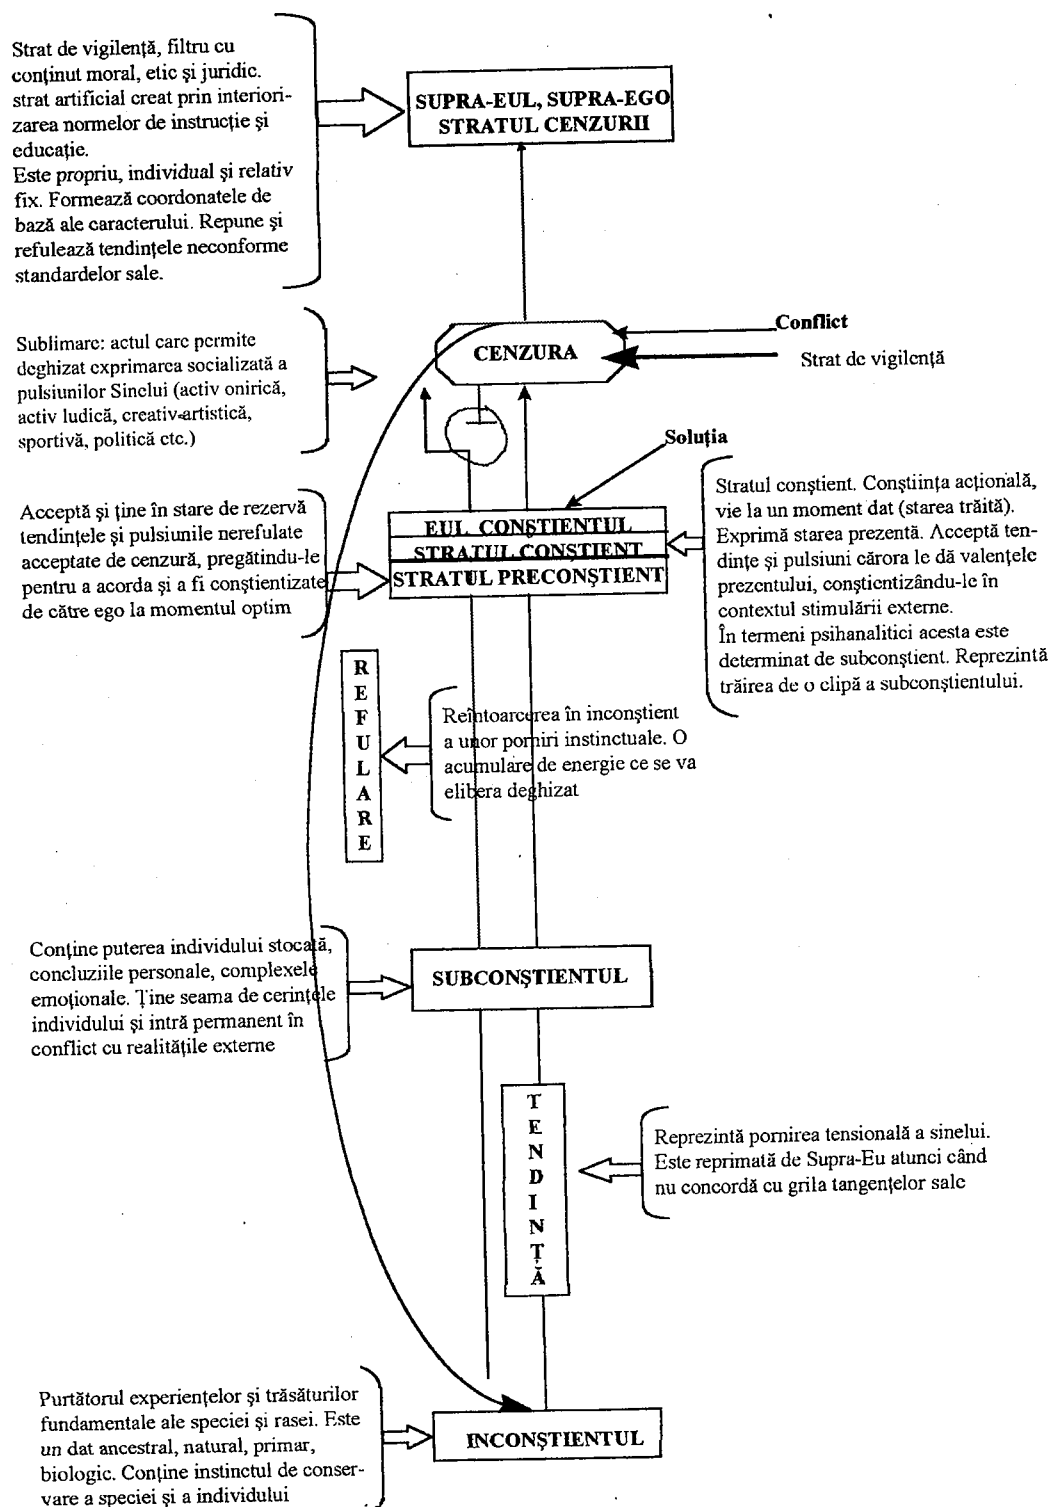 Strat de vigilență, filtru cu
conținut moral, etic și juridic.
strat artificial creat prin interiori-
zarea normelor de instrucție și
educație.
Este propriu, individual și relativ
fix. Formează coordonatele de
bază ale caracterului. Repune și
refulează tendințele neconforme
standardelor sale.
SUPRA-EUL, SUPRA-EGO
STRATUL CENZURII
Sublimare: actul care permite
deghizat exprimarea socializată a
pulsiunilor Sinelui (activ onirică,
activ ludică, creativ-artistică,
sportivă, politică etc.)
CENZURA
Conflict
Strat de vigilență
Soluția
Acceptă și ține în stare de rezervă
tendințele și pulsiunile nerefulate
acceptate de cenzură, pregătindu-le
pentru a acorda și a fi conștientizate
de către ego la momentul optim
EUL CONȘTIENTUL
STRATUL CONȘTIENT
STRATUL PRECONȘTIENT
Stratul conștient. Conștiința acțională,
vie la un moment dat (starea trăită).
Exprimă starea prezentă. Acceptă ten-
dințe și pulsiuni cărora le dă valențele
prezentului, conștientizându-le în
contextul stimulării externe.
În termeni psihanalitici acesta este
determinat de subconștient. Reprezintă
trăirea de o clipă a subconștientului.
REFULARE
Reîntoarcerea în inconștient
a unor porniri instinctuale. O
acumulare de energie ce se va
elibera deghizat
Conține puterea individului stocată,
concluziile personale, complexele
emoționale. Ține seama de cerințele
individului și intră permanent în
conflict cu realitățile externe
SUBCONȘTIENTUL
TENDINȚĂ
Reprezintă pornirea tensională a sinelui.
Este reprimată de Supra-Eu atunci când
nu concordă cu grila tangențelor sale
Purtătorul experiențelor și trăsăturilor
fundamentale ale speciei și rasei. Este
un dat ancestral, natural, primar,
biologic. Conține instinctul de conser-
vare a speciei și a individului
INCONȘTIENTUL